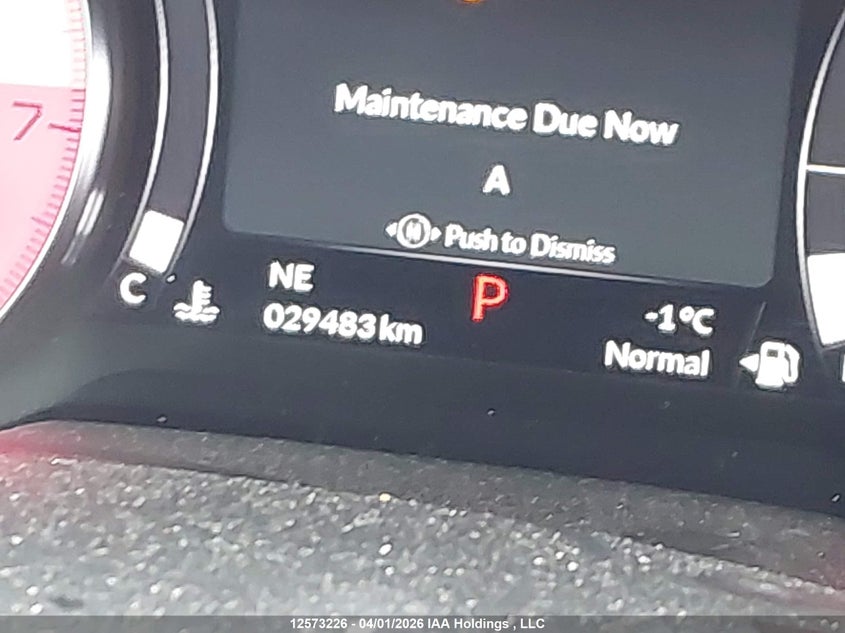 7
Maintenance Due Now
A
H Push to Dismiss
C
NE
P
-1°C
029483 km
Normal
12573226 - 04/01/2026 IAA Holdings , LLC